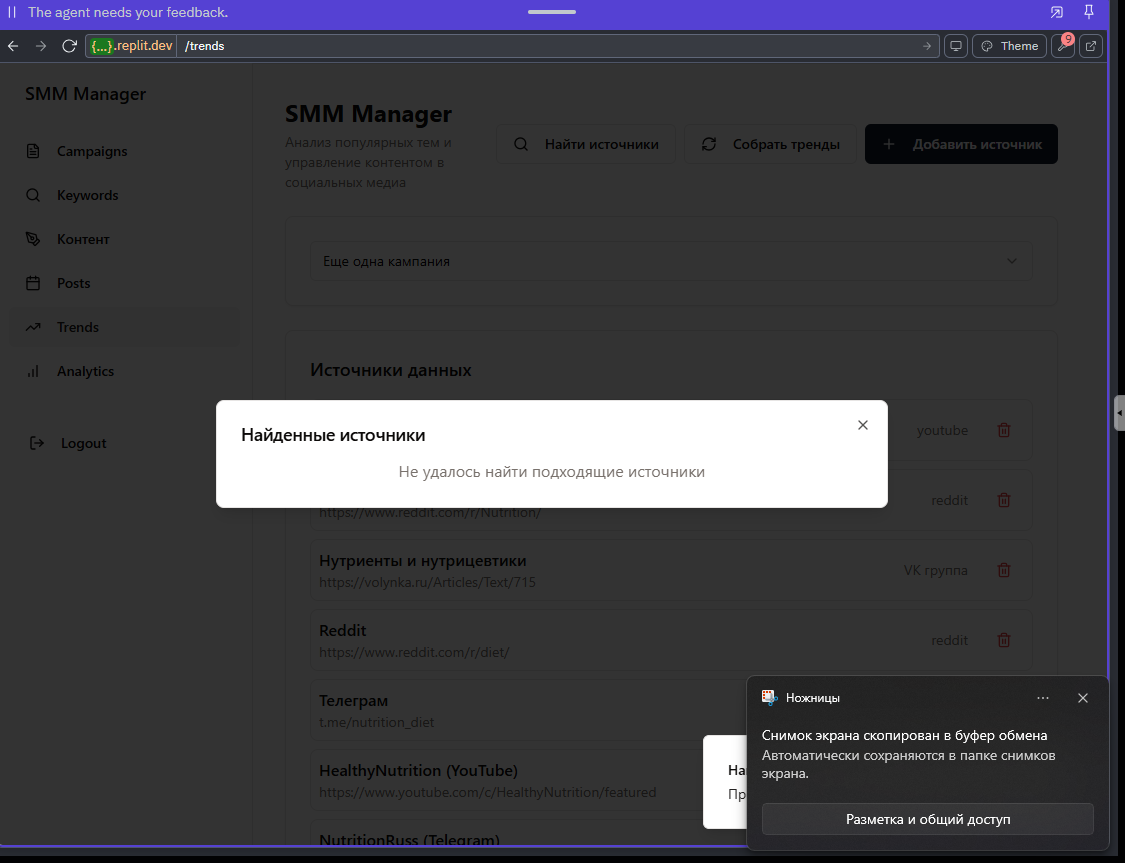 The agent needs your feedback.
{...}.replit.dev /trends
Theme
9
SMM Manager
Campaigns
Keywords
Контент
Posts
Trends
Analytics
Logout
SMM Manager
Анализ популярных тем и
управление контентом в
социальных медиа
Найти источники
Собрать тренды
Добавить источник
Еще одна кампания
Источники данных
youtube
Найденные источники
Не удалось найти подходящие источники
reddit
https://www.reddit.com/r/Nutrition/
Нутриенты и нутрицевтики
https://volynka.ru/Articles/Text/715
VK группа
Reddit
https://www.reddit.com/r/diet/
reddit
Телеграм
t.me/nutrition_diet
HealthyNutrition (YouTube)
https://www.youtube.com/c/HealthyNutrition/featured
NutritionRuss (Telegram)
Ножницы
Снимок экрана скопирован в буфер обмена
Автоматически сохраняются в папке снимков
экрана.
Разметка и общий доступ